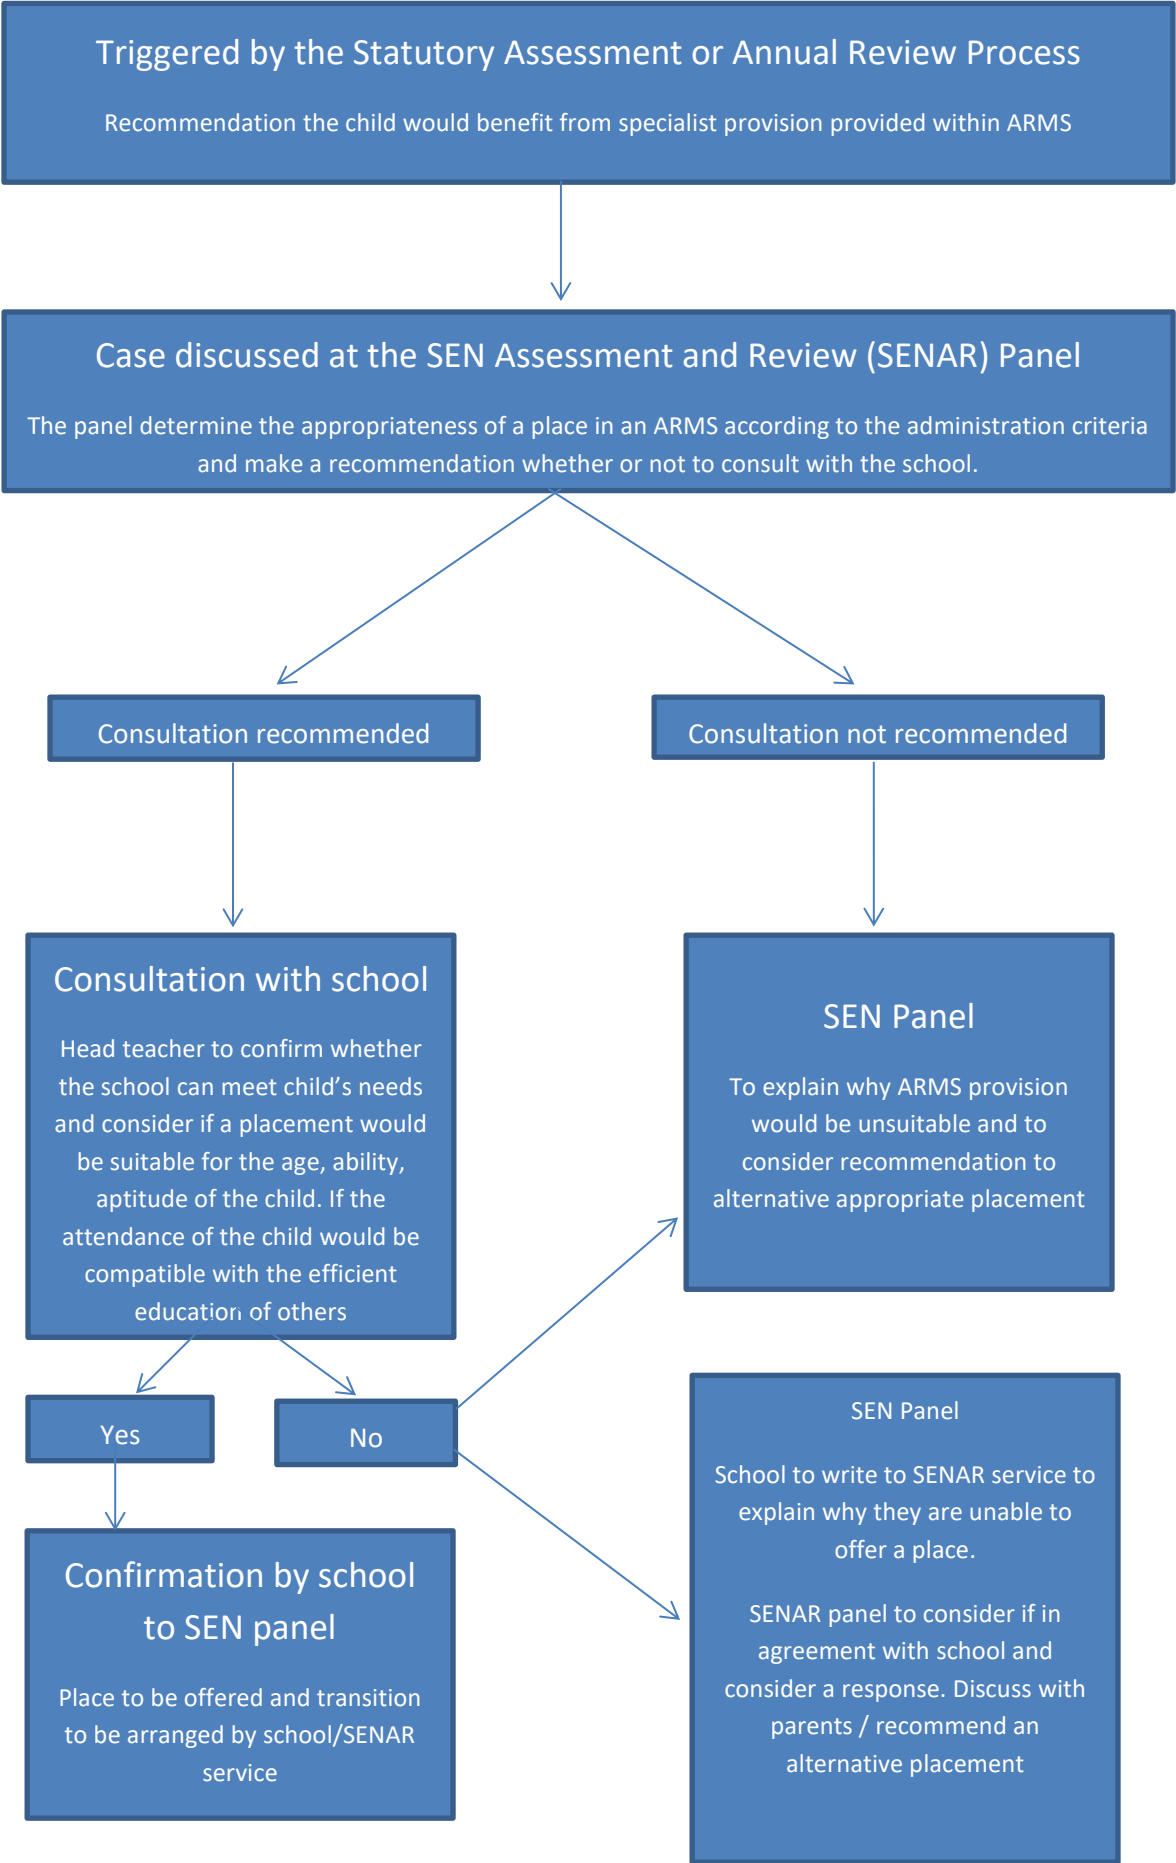 Triggered by the Statutory Assessment or Annual Review Process
Recommendation the child would benefit from specialist provision provided within ARMS
Case discussed at the SEN Assessment and Review (SENAR) Panel
The panel determine the appropriateness of a place in an ARMS according to the administration criteria
and make a recommendation whether or not to consult with the school.
Consultation recommended
Consultation not recommended
Consultation with school
Head teacher to confirm whether
the school can meet child’s needs
and consider if a placement would
be suitable for the age, ability,
aptitude of the child. If the
attendance of the child would be
compatible with the efficient
education of others
SEN Panel
To explain why ARMS provision
would be unsuitable and to
consider recommendation to
alternative appropriate placement
Yes
No
Confirmation by school
to SEN panel
Place to be offered and transition
to be arranged by school/SENAR
service
SEN Panel
School to write to SENAR service to
explain why they are unable to
offer a place.
SENAR panel to consider if in
agreement with school and
consider a response. Discuss with
parents / recommend an
alternative placement